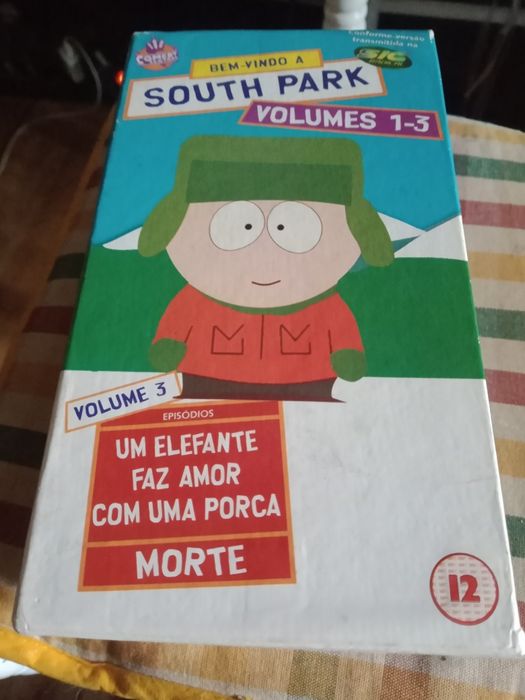 COMEDY
BEM-VINDO A
SOUTH PARK
VOLUMES 1-3
Conforme versão
transmitida na
SIC
VOLUME 3
EPISÓDIOS
UM ELEFANTE
FAZ AMOR
COM UMA PORCA
MORTE
12